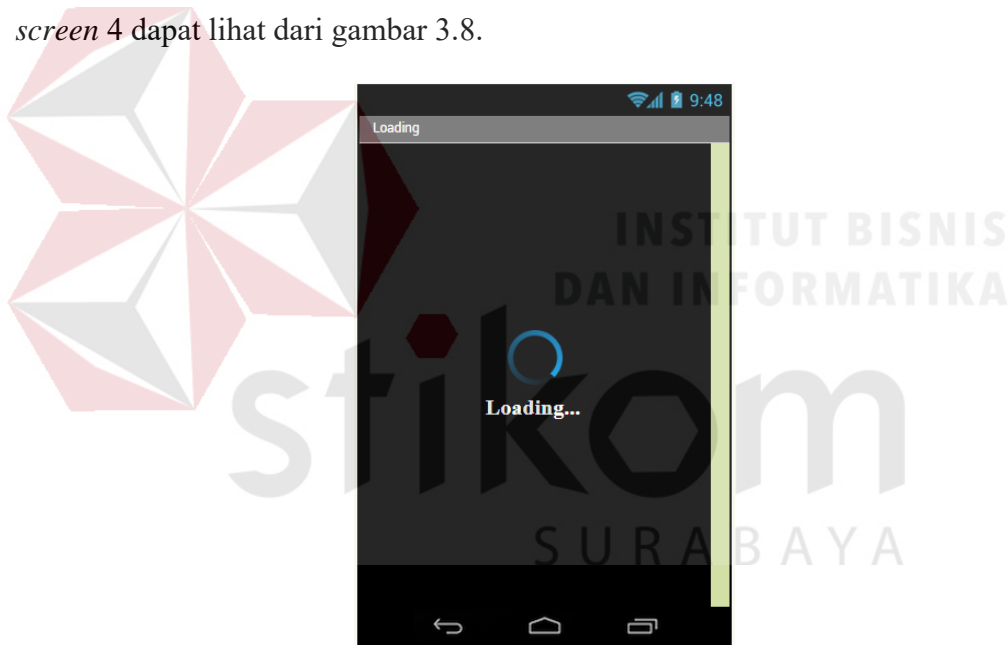 screen 4 dapat lihat dari gambar 3.8.
9:48
Loading
INSTITUT BISNIS
DAN INFORMATIKA
Loading...
stikom
SURABAYA